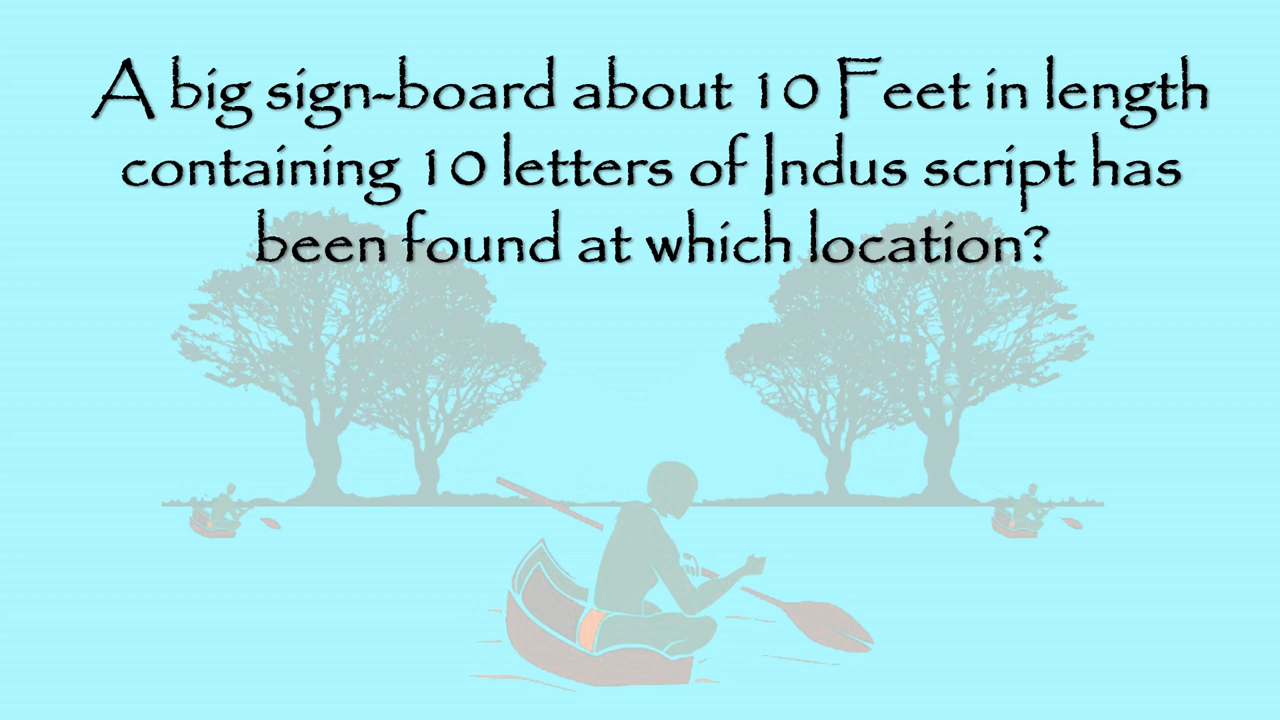 A big sign-board about 10 Feet in length
containing 10 letters of Indus script has
been found at which location?